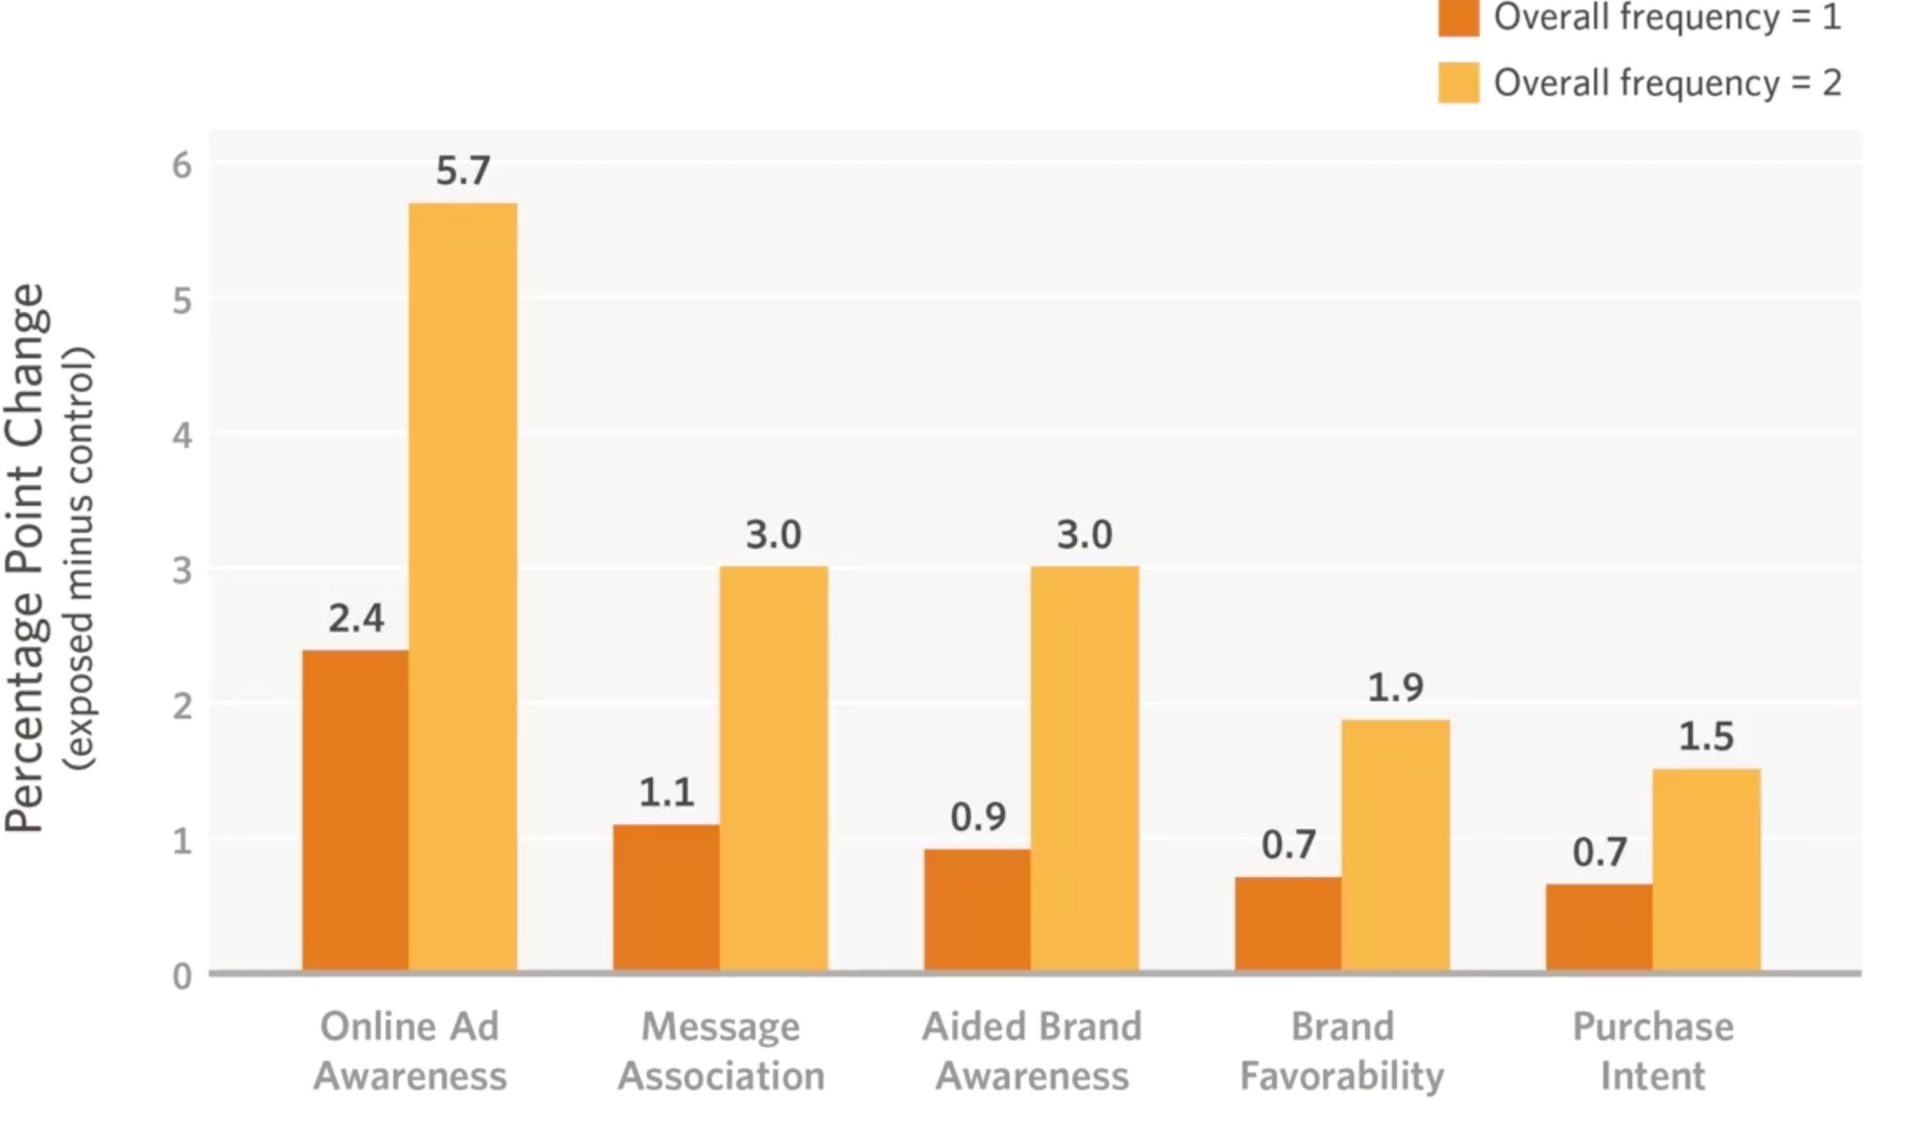 Overall frequency = 1
Overall frequency = 2
Percentage Point Change
(exposed minus control)
6
5
4
3
2
1
0
2.4
5.7
1.1
3.0
0.9
3.0
0.7
1.9
0.7
1.5
Online Ad
Awareness
Message
Association
Aided Brand
Awareness
Brand
Favorability
Purchase
Intent